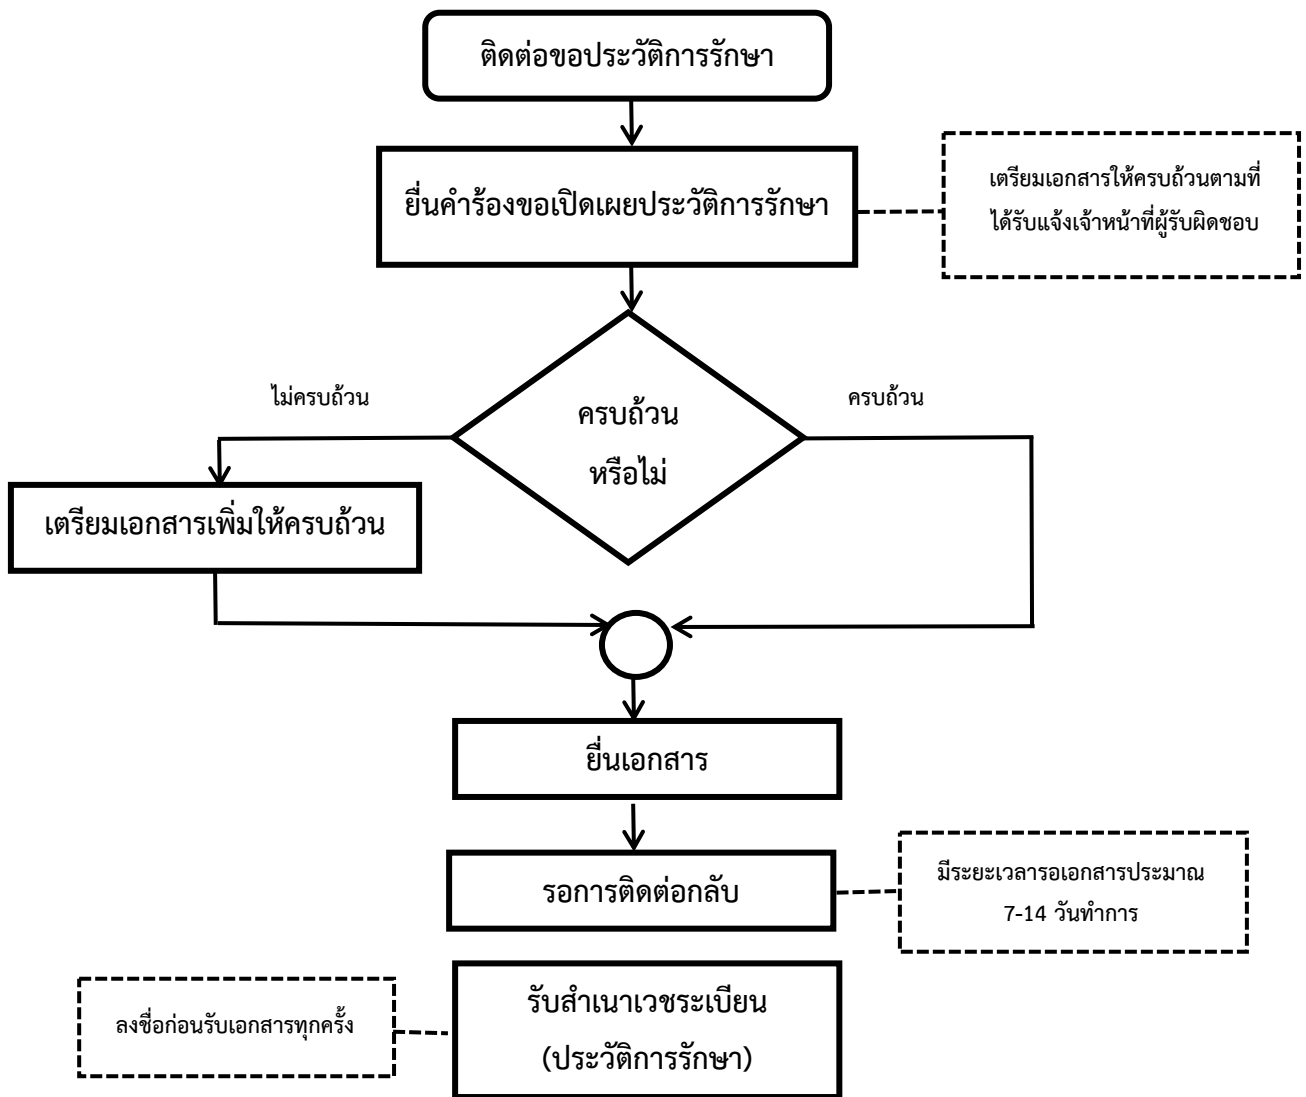 ติดต่อขอประวัติการรักษา
ยื่นคำร้องขอเปิดเผยประวัติการรักษา
เตรียมเอกสารให้ครบถ้วนตามที่
ได้รับแจ้งเจ้าหน้าที่ผู้รับผิดชอบ
ไม่ครบถ้วน
ครบถ้วน
หรือไม่
ครบถ้วน
เตรียมเอกสารเพิ่มให้ครบถ้วน
ยื่นเอกสาร
รอการติดต่อกลับ
มีระยะเวลารอเอกสารประมาณ
7-14 วันทำการ
ลงชื่อก่อนรับเอกสารทุกครั้ง
รับสำเนาเวชระเบียน
(ประวัติการรักษา)